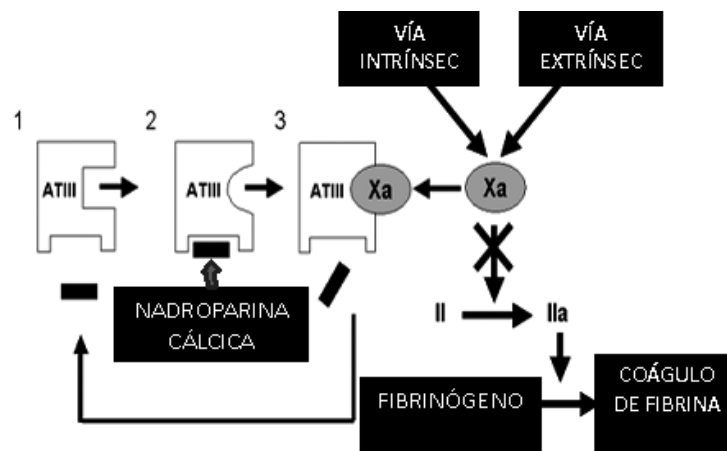 VÍA
INTRÍNSEC
VÍA
EXTRÍNSEC
1
2
3
ATIII
ATIII
ATIII
Xa
Xa
NADROPARINA
CÁLCICA
II
IIa
FIBRINÓGENO
COÁGULO
DE FIBRINA